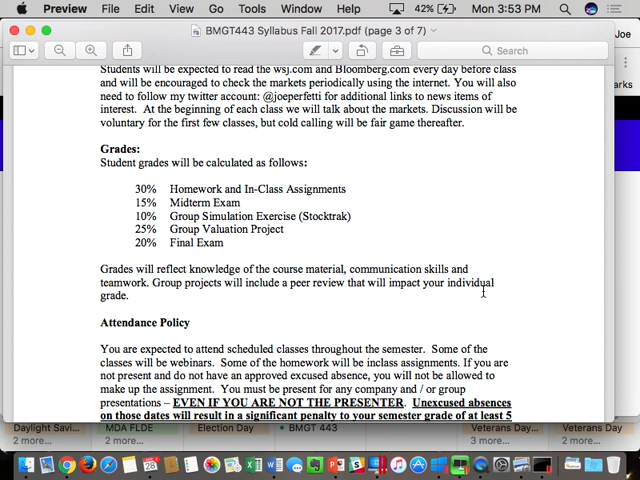 Preview File Edit View Go Tools Window Help 42% Mon 3:53 PM
BMGT443 Syllabus Fall 2017.pdf (page 3 of 7)
Joe
Search
arks
Students will be expected to read the wsj.com and Bloomberg.com every day before class
and will be encouraged to check the markets periodically using the internet. You will also
need to follow my twitter account: @joeperfetti for additional links to news items of
interest. At the beginning of each class we will talk about the markets. Discussion will be
voluntary for the first few classes, but cold calling will be fair game thereafter.
Grades:
Student grades will be calculated as follows:
30% Homework and In-Class Assignments
15% Midterm Exam
10% Group Simulation Exercise (Stocktrak)
25% Group Valuation Project
20% Final Exam
Grades will reflect knowledge of the course material, communication skills and
teamwork. Group projects will include a peer review that will impact your individual
grade.
Attendance Policy
You are expected to attend scheduled classes throughout the semester. Some of the
classes will be webinars. Some of the homework will be inclass assignments. If you are
not present and do not have an approved excused absence, you will not be allowed to
make up the assignment. You must be present for any company and / or group
presentations – EVEN IF YOU ARE NOT THE PRESENTER. Unexcused absences
on those dates will result in a significant penalty to your semester grade of at least 5
Daylight Savi... MDA FLDE Election Day • BMGT 443 Veterans Day... Veterans Day...
2 more... 2 more... 3 more... 2 more...
28